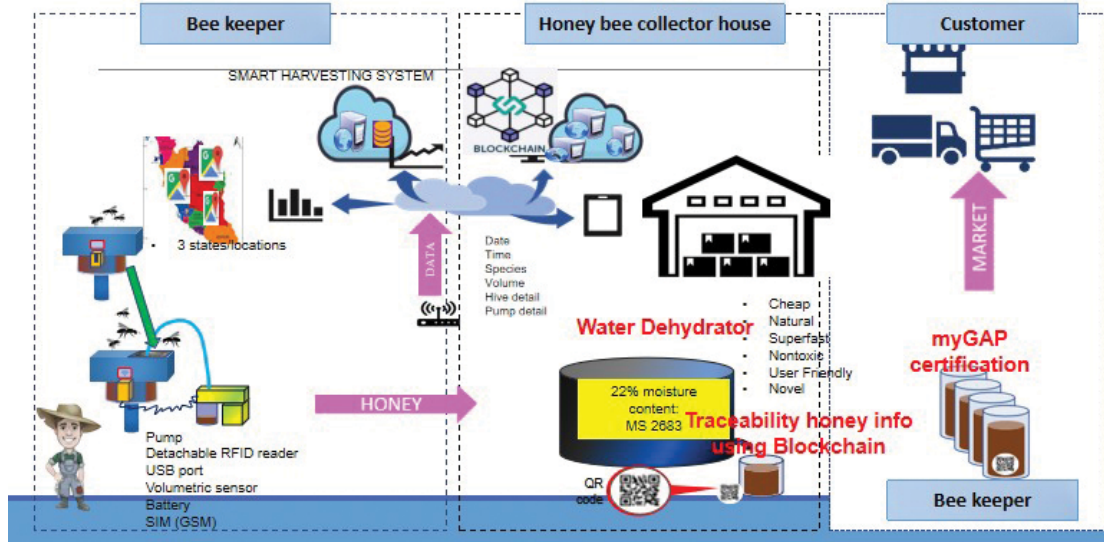 Bee keeper
Honey bee collector house
Customer
SMART HARVESTING SYSTEM
BLOCKCHAIN
• 3 states/locations
DATA
Date
Time
Species
Volume
Hive detail
Pump detail
• Cheap
• Natural
• Superfast
• Nontoxic
• User Friendly
• Novel
MARKET
Water Dehydrator
myGAP
certification
HONEY
22% moisture
content:
MS 2683
Traceability honey info
using Blockchain
Pump
Detachable RFID reader
USB port
Volumetric sensor
Battery
SIM (GSM)
QR
code
Bee keeper